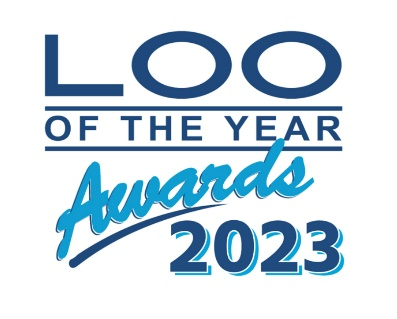 LOO
OF THE YEAR
Awards
2023